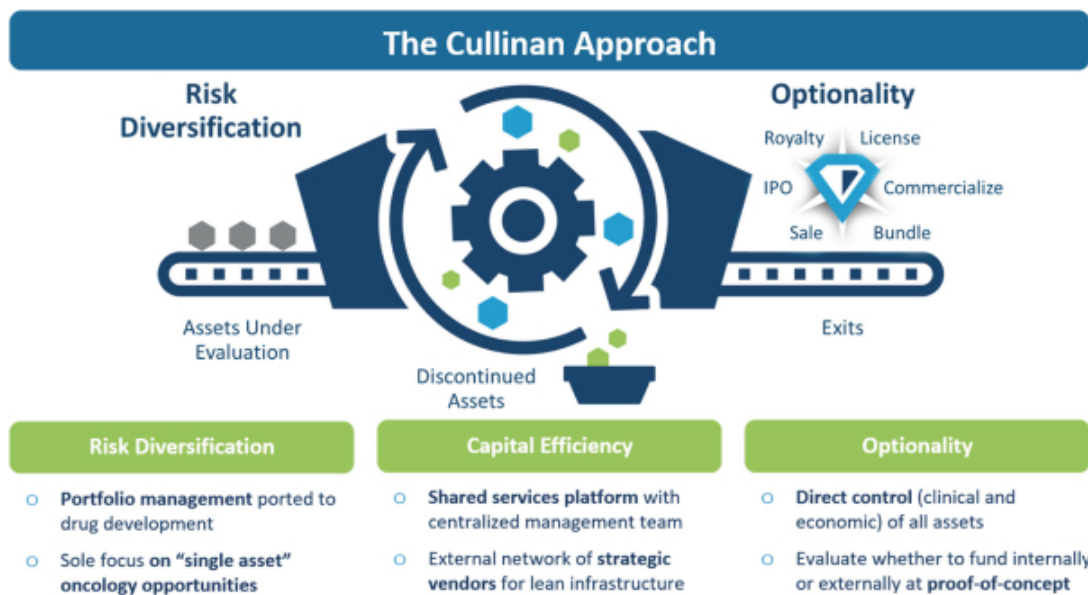 The Cullinan Approach
Risk
Diversification
Optionality
Royalty
License
IPO
Commercialize
Sale
Bundle
Assets Under
Evaluation
Exits
Discontinued
Assets
Risk Diversification
Portfolio management ported to
drug development
Sole focus on “single asset”
oncology opportunities
Capital Efficiency
Shared services platform with
centralized management team
External network of strategic
vendors for lean infrastructure
Optionality
Direct control (clinical and
economic) of all assets
Evaluate whether to fund internally
or externally at proof-of-concept